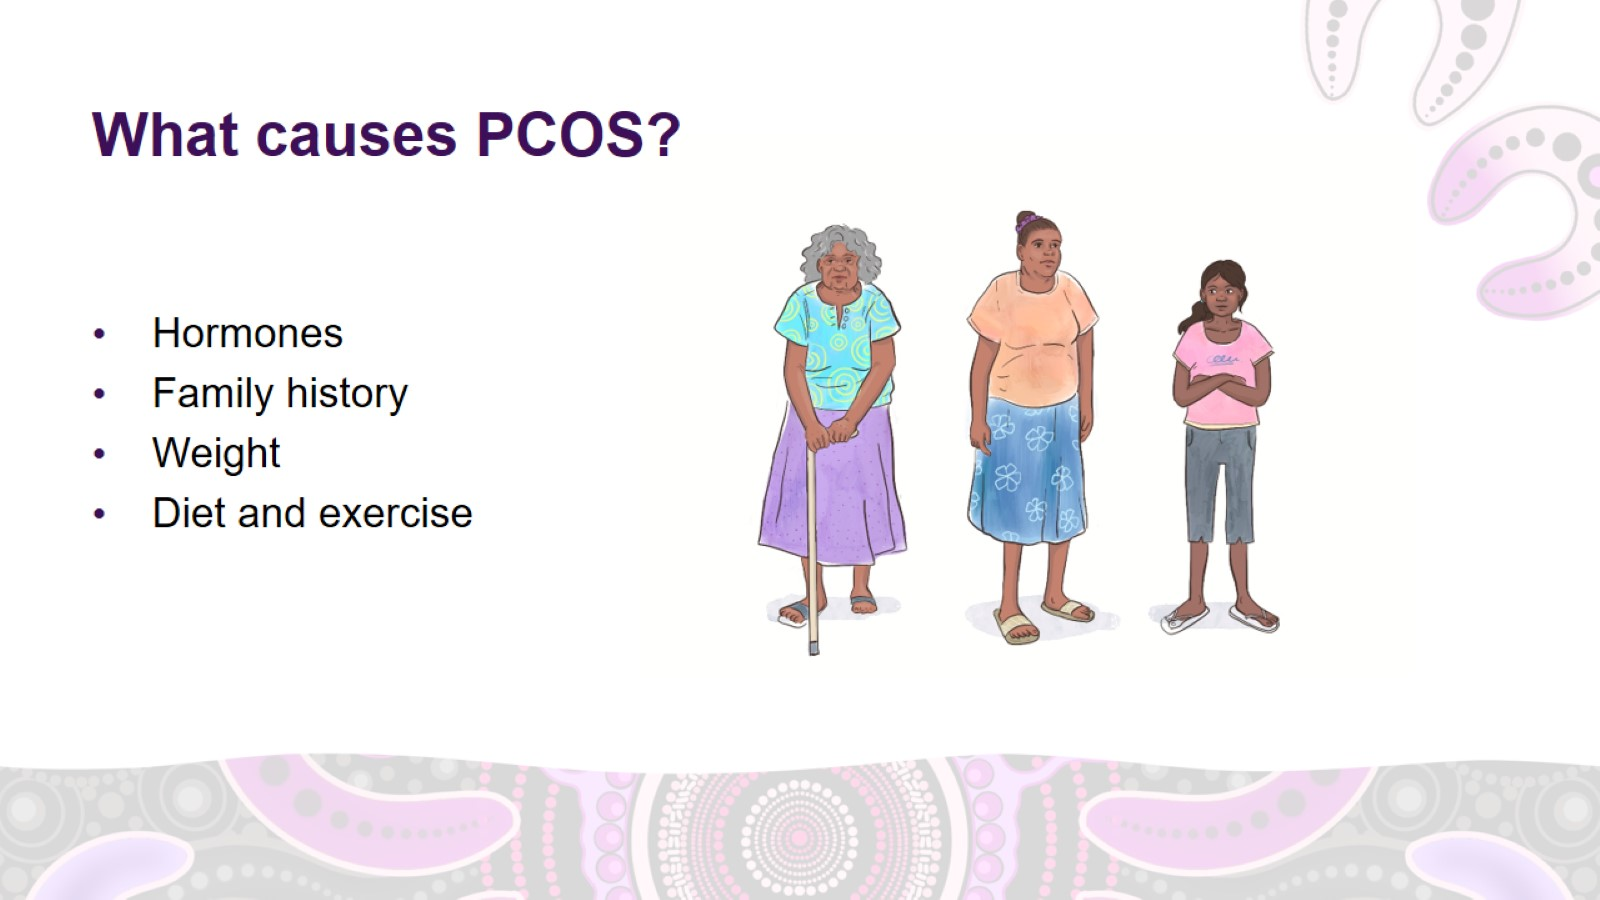 What causes PCOS?
• Hormones
• Family history
• Weight
• Diet and exercise